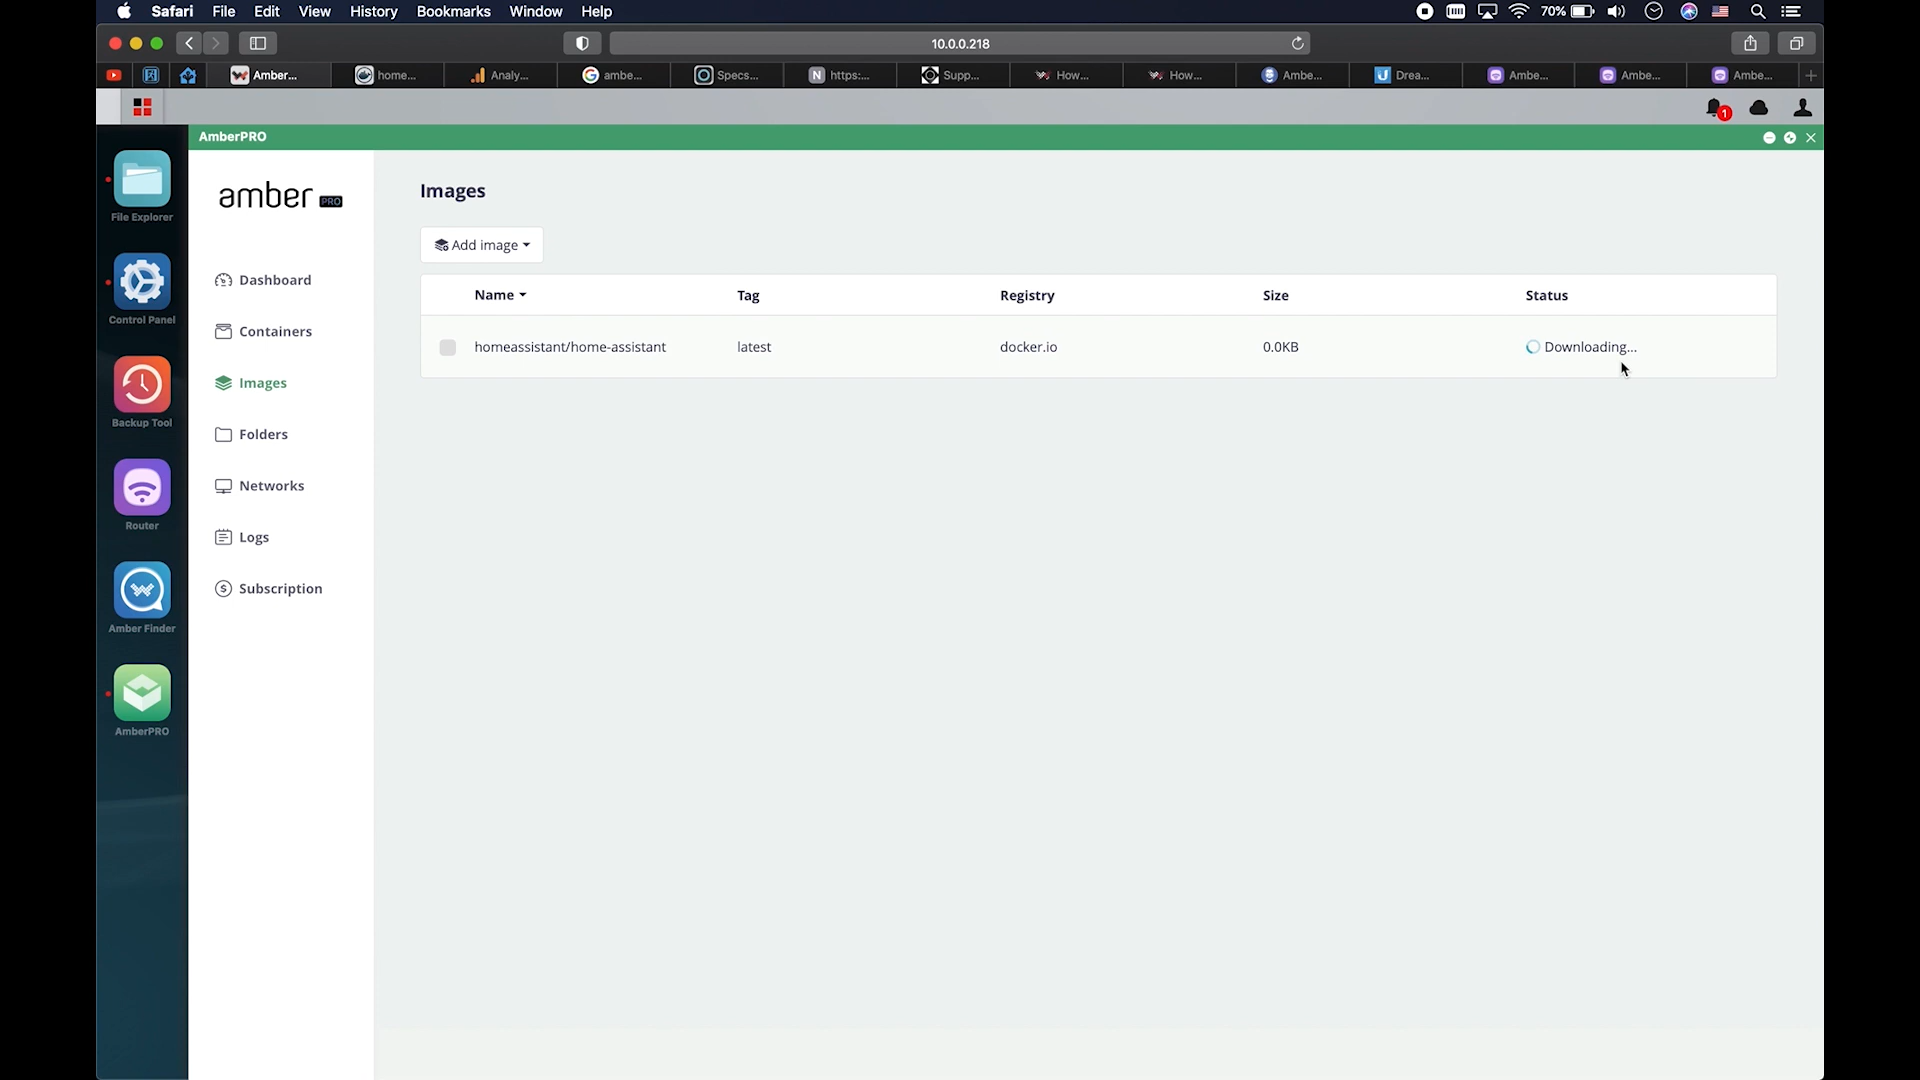 Safari File Edit View History Bookmarks Window Help 70%
10.0.0.218
Amber... home... Analy... ambe... Specs... N https:... Supp... How... How... Ambe... Drea... Ambe... Ambe... Ambe...
1
AmberPRO
File Explorer
Control Panel
Backup Tool
Router
Amber Finder
AmberPRO
amber PRO
Dashboard
Containers
Images
Folders
Networks
Logs
Subscription
Images
Add image
Name Tag Registry Size Status
homeassistant/home-assistant latest docker.io 0.0KB Downloading...